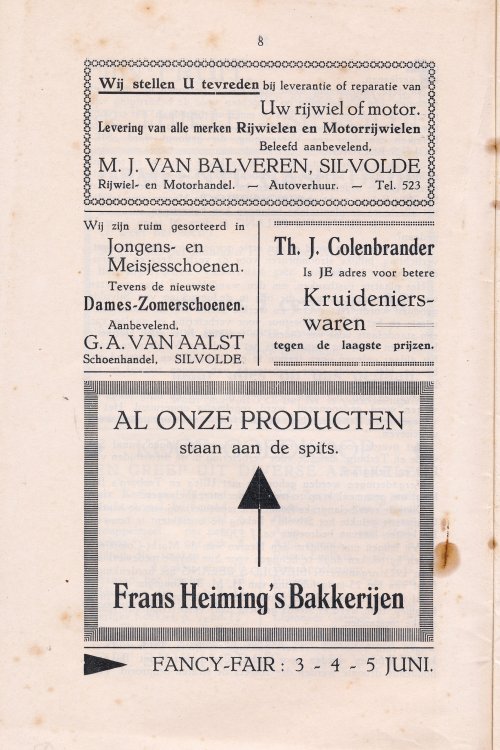 8
Wij stellen U tevreden bij leverantie of reparatie van
Uw rijwiel of motor.
Levering van alle merken Rijwielen en Motorrijwielen
Beleefd aanbevelend,
M. J. VAN BALVEREN, SILVOLDE
Rijwiel- en Motorhandel. — Autoverhuur. — Tel. 523
Wij zijn ruim gesorteerd in
Jongens- en
Meisjesschoenen.
Tevens de nieuwste
Dames-Zomerschoenen.
Aanbevelend,
G. A. VAN AALST
Schoenhandel, SILVOLDE
Th. J. Colenbrander
Is JE adres voor betere
Kruideniers-
waren
tegen de laagste prijzen.
AL ONZE PRODUCTEN
staan aan de spits.
Frans Heiming's Bakkerijen
FANCY-FAIR : 3 - 4 - 5 JUNI.